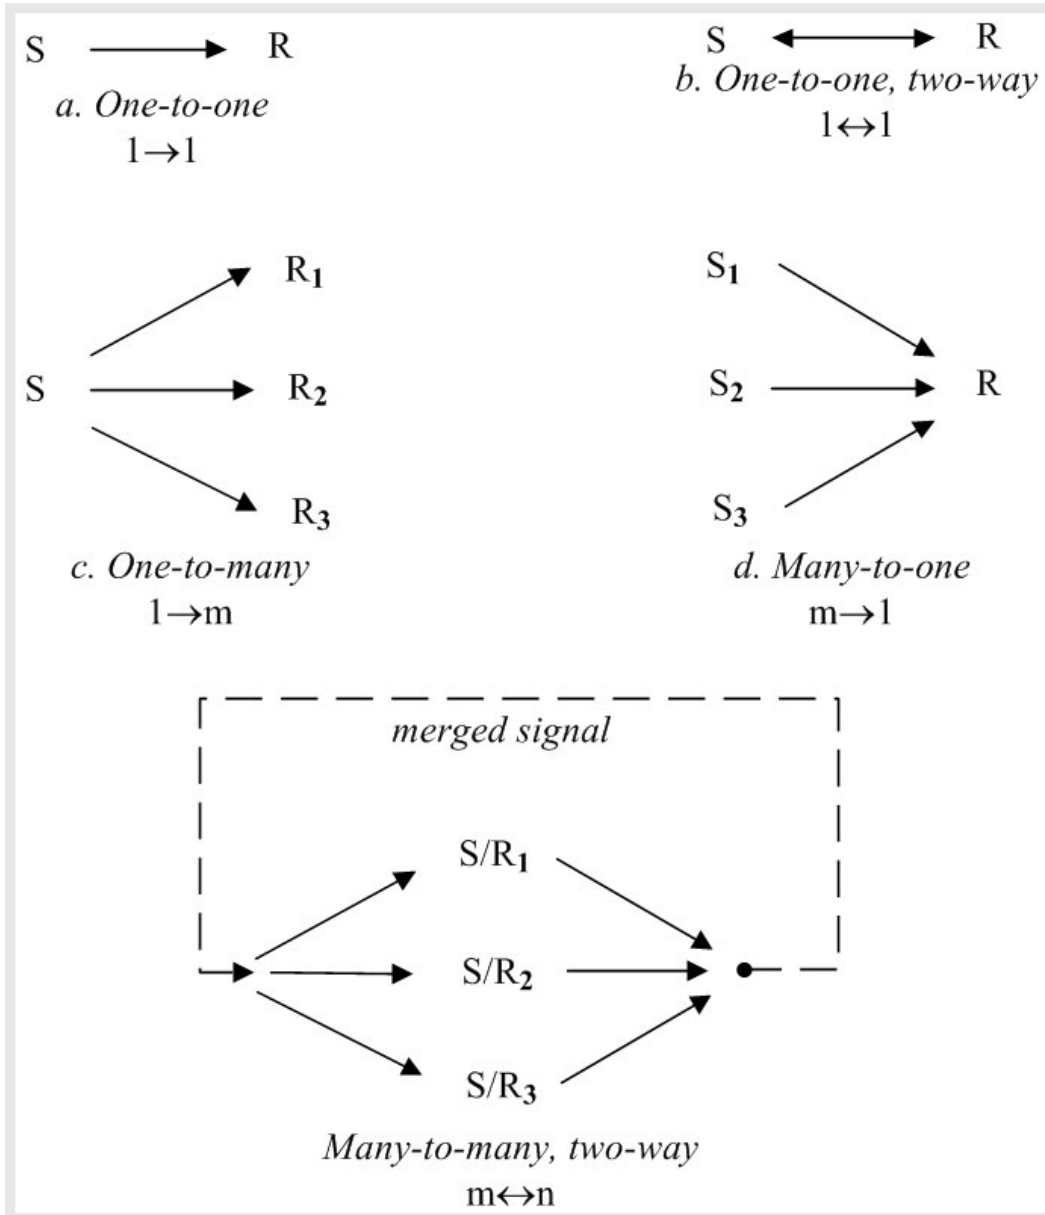 S R
a. One-to-one
1→1
S R
b. One-to-one, two-way
1↔1
R1
S R2
R3
c. One-to-many
1→m
S1
S2 R
S3
d. Many-to-one
m→1
merged signal
S/R1
S/R2
S/R3
Many-to-many, two-way
m↔n